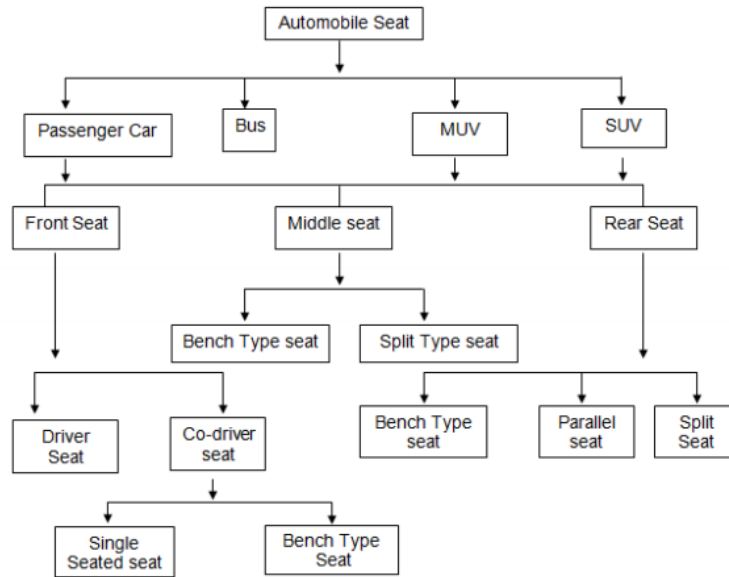 Automobile Seat
Passenger Car
Bus
MUV
SUV
Front Seat
Middle seat
Rear Seat
Bench Type seat
Split Type seat
Driver
Seat
Co-driver
seat
Bench Type
seat
Parallel
seat
Split
Seat
Single
Seated seat
Bench Type
Seat